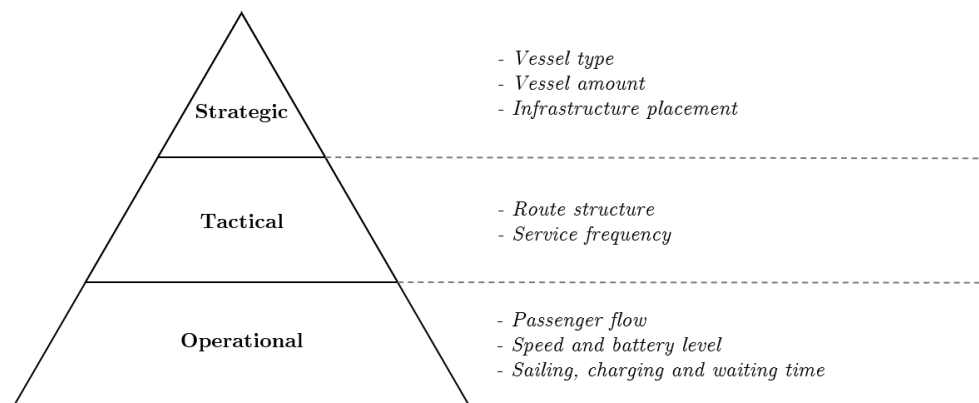 Strategic
- Vessel type
- Vessel amount
- Infrastructure placement
Tactical
- Route structure
- Service frequency
Operational
- Passenger flow
- Speed and battery level
- Sailing, charging and waiting time